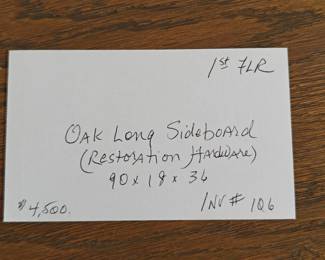 1st FLR
Oak Long Sideboard
(Restoration Hardware)
90 x 18 x 36
$4,500.
INV # 106